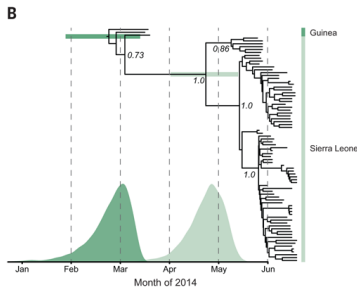 B
Guinea
0.86
0.73
1.0
1.0
Sierra Leone
1.0
Jan Feb Mar Apr May Jun
Month of 2014